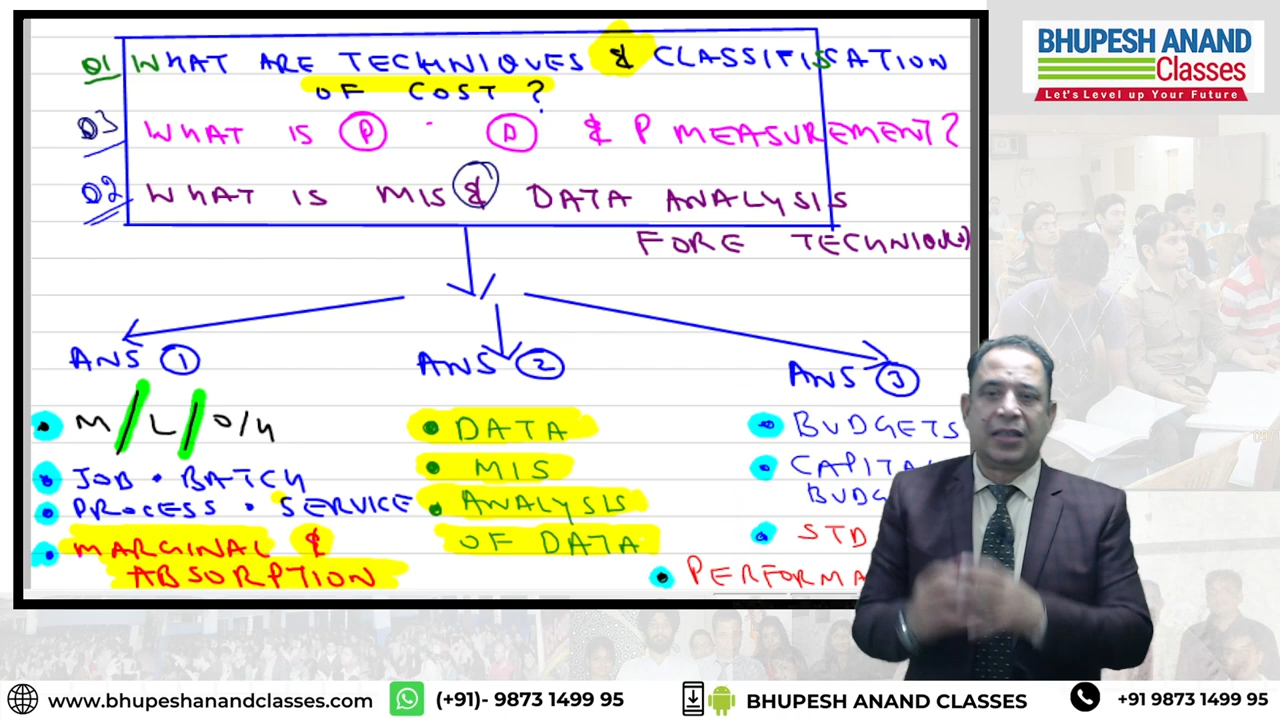 BHUPESH ANAND
Classes
Let's Level up Your Future
Q1 WHAT ARE TECHNIQUES & CLASSIFICATION
OF COST ?
Q3 WHAT IS P · D & P MEASUREMENT?
Q2 WHAT IS MIS & DATA ANALYSIS
FORE
ANS 1
• M / L / O/H
• JOB • BATCH
• PROCESS • SERVICE
• MARGINAL &
ABSORPTION
ANS 2
• DATA
• MIS
• ANALYSIS
OF DATA
ANS 3
• BUDGETS
• CAPITA
BUDG
• STD
• PERFORMA
www.bhupeshanandclasses.com
(+91)- 9873 1499 95
BHUPESH ANAND CLASSES
+91 9873 1499 95